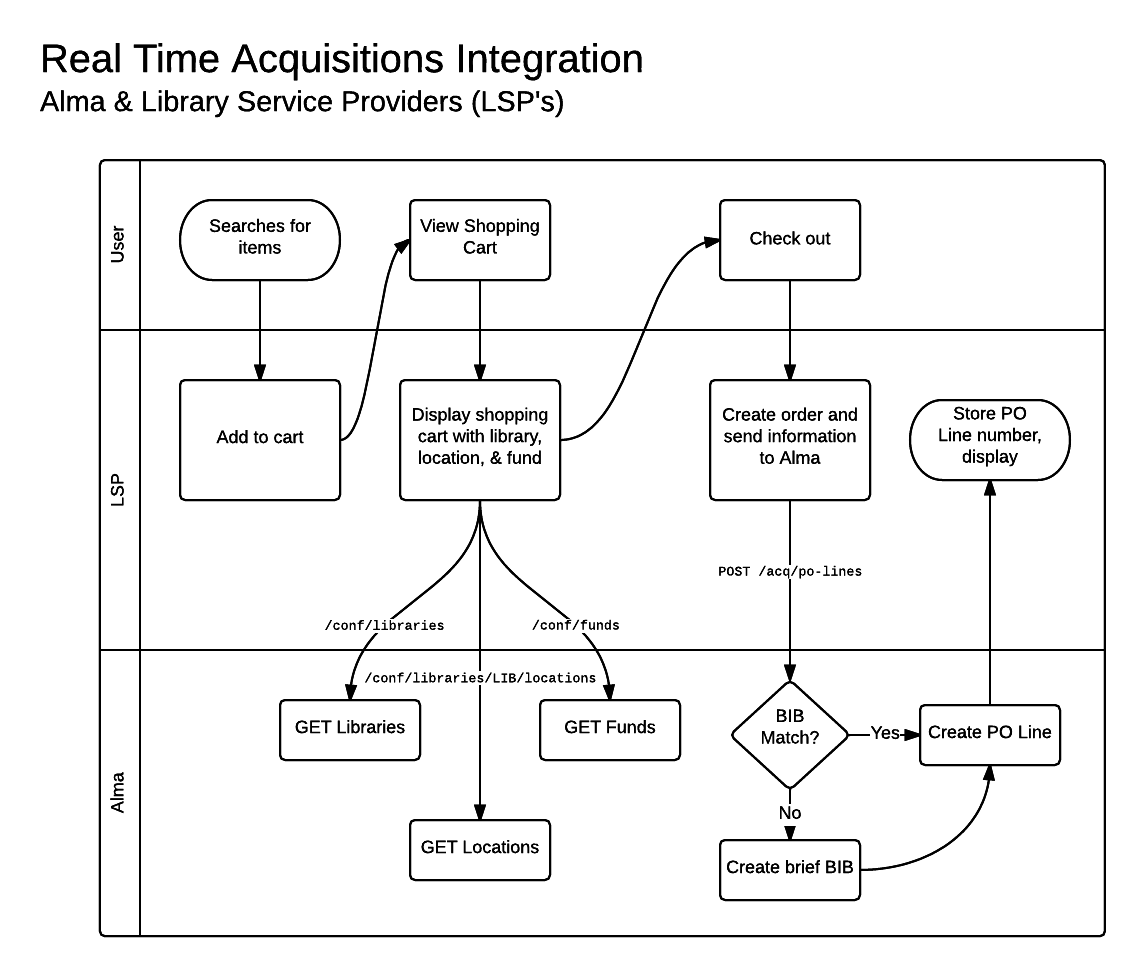 Real Time Acquisitions Integration
Alma & Library Service Providers (LSP's)
User
Searches for
items
View Shopping
Cart
Check out
LSP
Add to cart
Display shopping
cart with library,
location, & fund
Create order and
send information
to Alma
Store PO
Line number,
display
POST /acq/po-lines
/conf/libraries
/conf/funds
/conf/libraries/LIB/locations
Alma
GET Libraries
GET Funds
BIB
Match?
Yes
Create PO Line
No
GET Locations
Create brief BIB